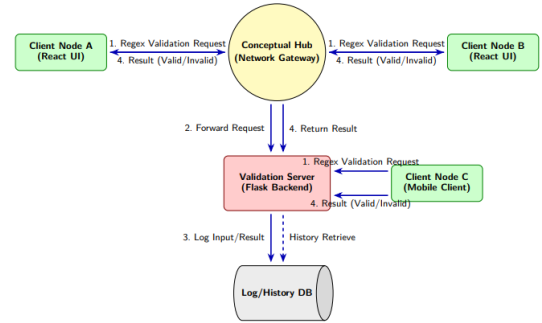 1. Regex Validation Request
4. Result (Valid/Invalid)
Client Node A
(React UI)
Conceptual Hub
(Network Gateway)
1. Regex Validation Request
4. Result (Valid/Invalid)
Client Node B
(React UI)
2. Forward Request
4. Return Result
1. Regex Validation Request
Validation Server
(Flask Backend)
Client Node C
(Mobile Client)
4. Result (Valid/Invalid)
3. Log Input/Result
History Retrieve
Log/History DB